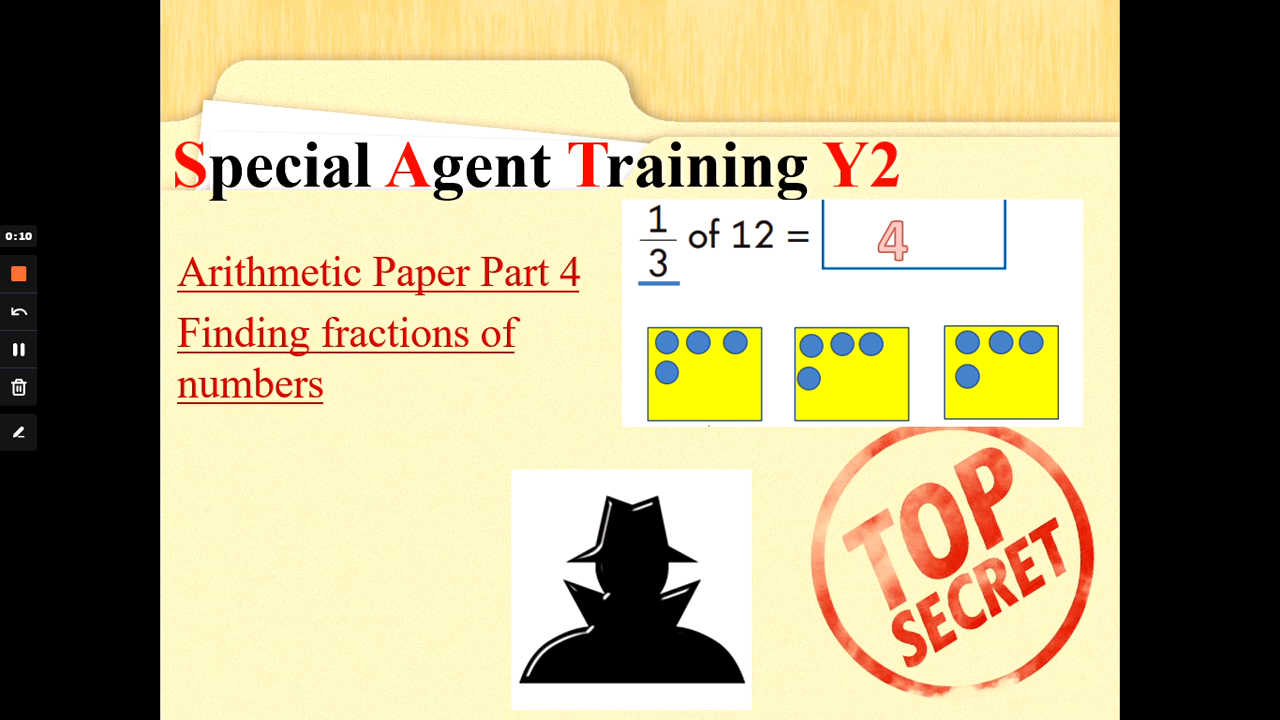 0:10
Special Agent Training Y2
Arithmetic Paper Part 4
Finding fractions of
numbers
1
3
of 12 =
4
TOP
SECRET